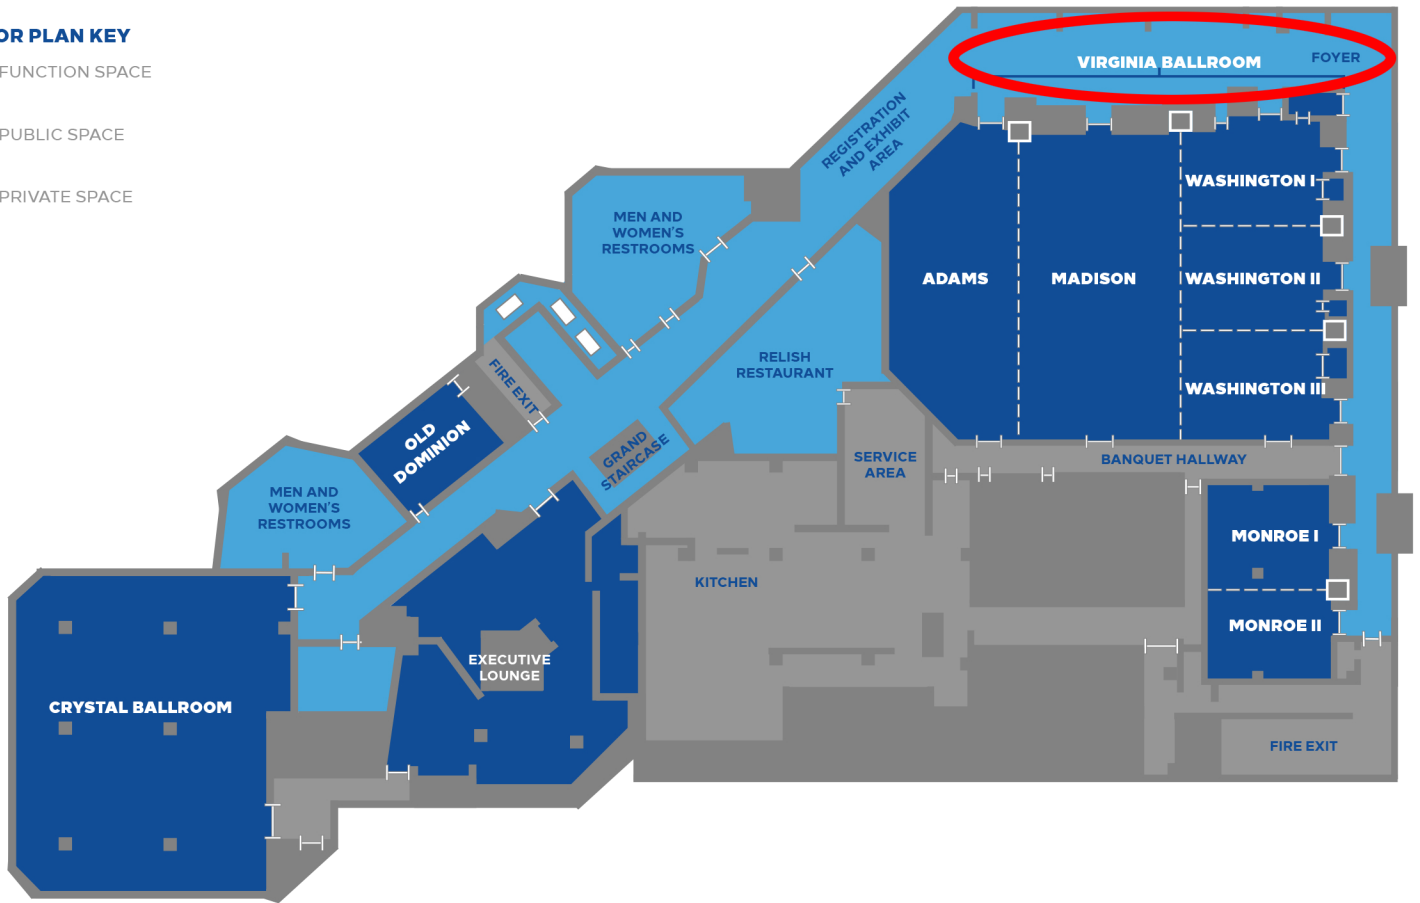 OR PLAN KEY
FUNCTION SPACE
PUBLIC SPACE
PRIVATE SPACE
VIRGINIA BALLROOM
FOYER
REGISTRATION
AND EXHIBIT
AREA
MEN AND
WOMEN'S
RESTROOMS
WASHINGTON I
ADAMS
MADISON
WASHINGTON II
RELISH
RESTAURANT
WASHINGTON III
FIRE EXIT
OLD
DOMINION
GRAND
STAIRCASE
SERVICE
AREA
BANQUET HALLWAY
MEN AND
WOMEN'S
RESTROOMS
MONROE I
KITCHEN
MONROE II
EXECUTIVE
LOUNGE
CRYSTAL BALLROOM
FIRE EXIT